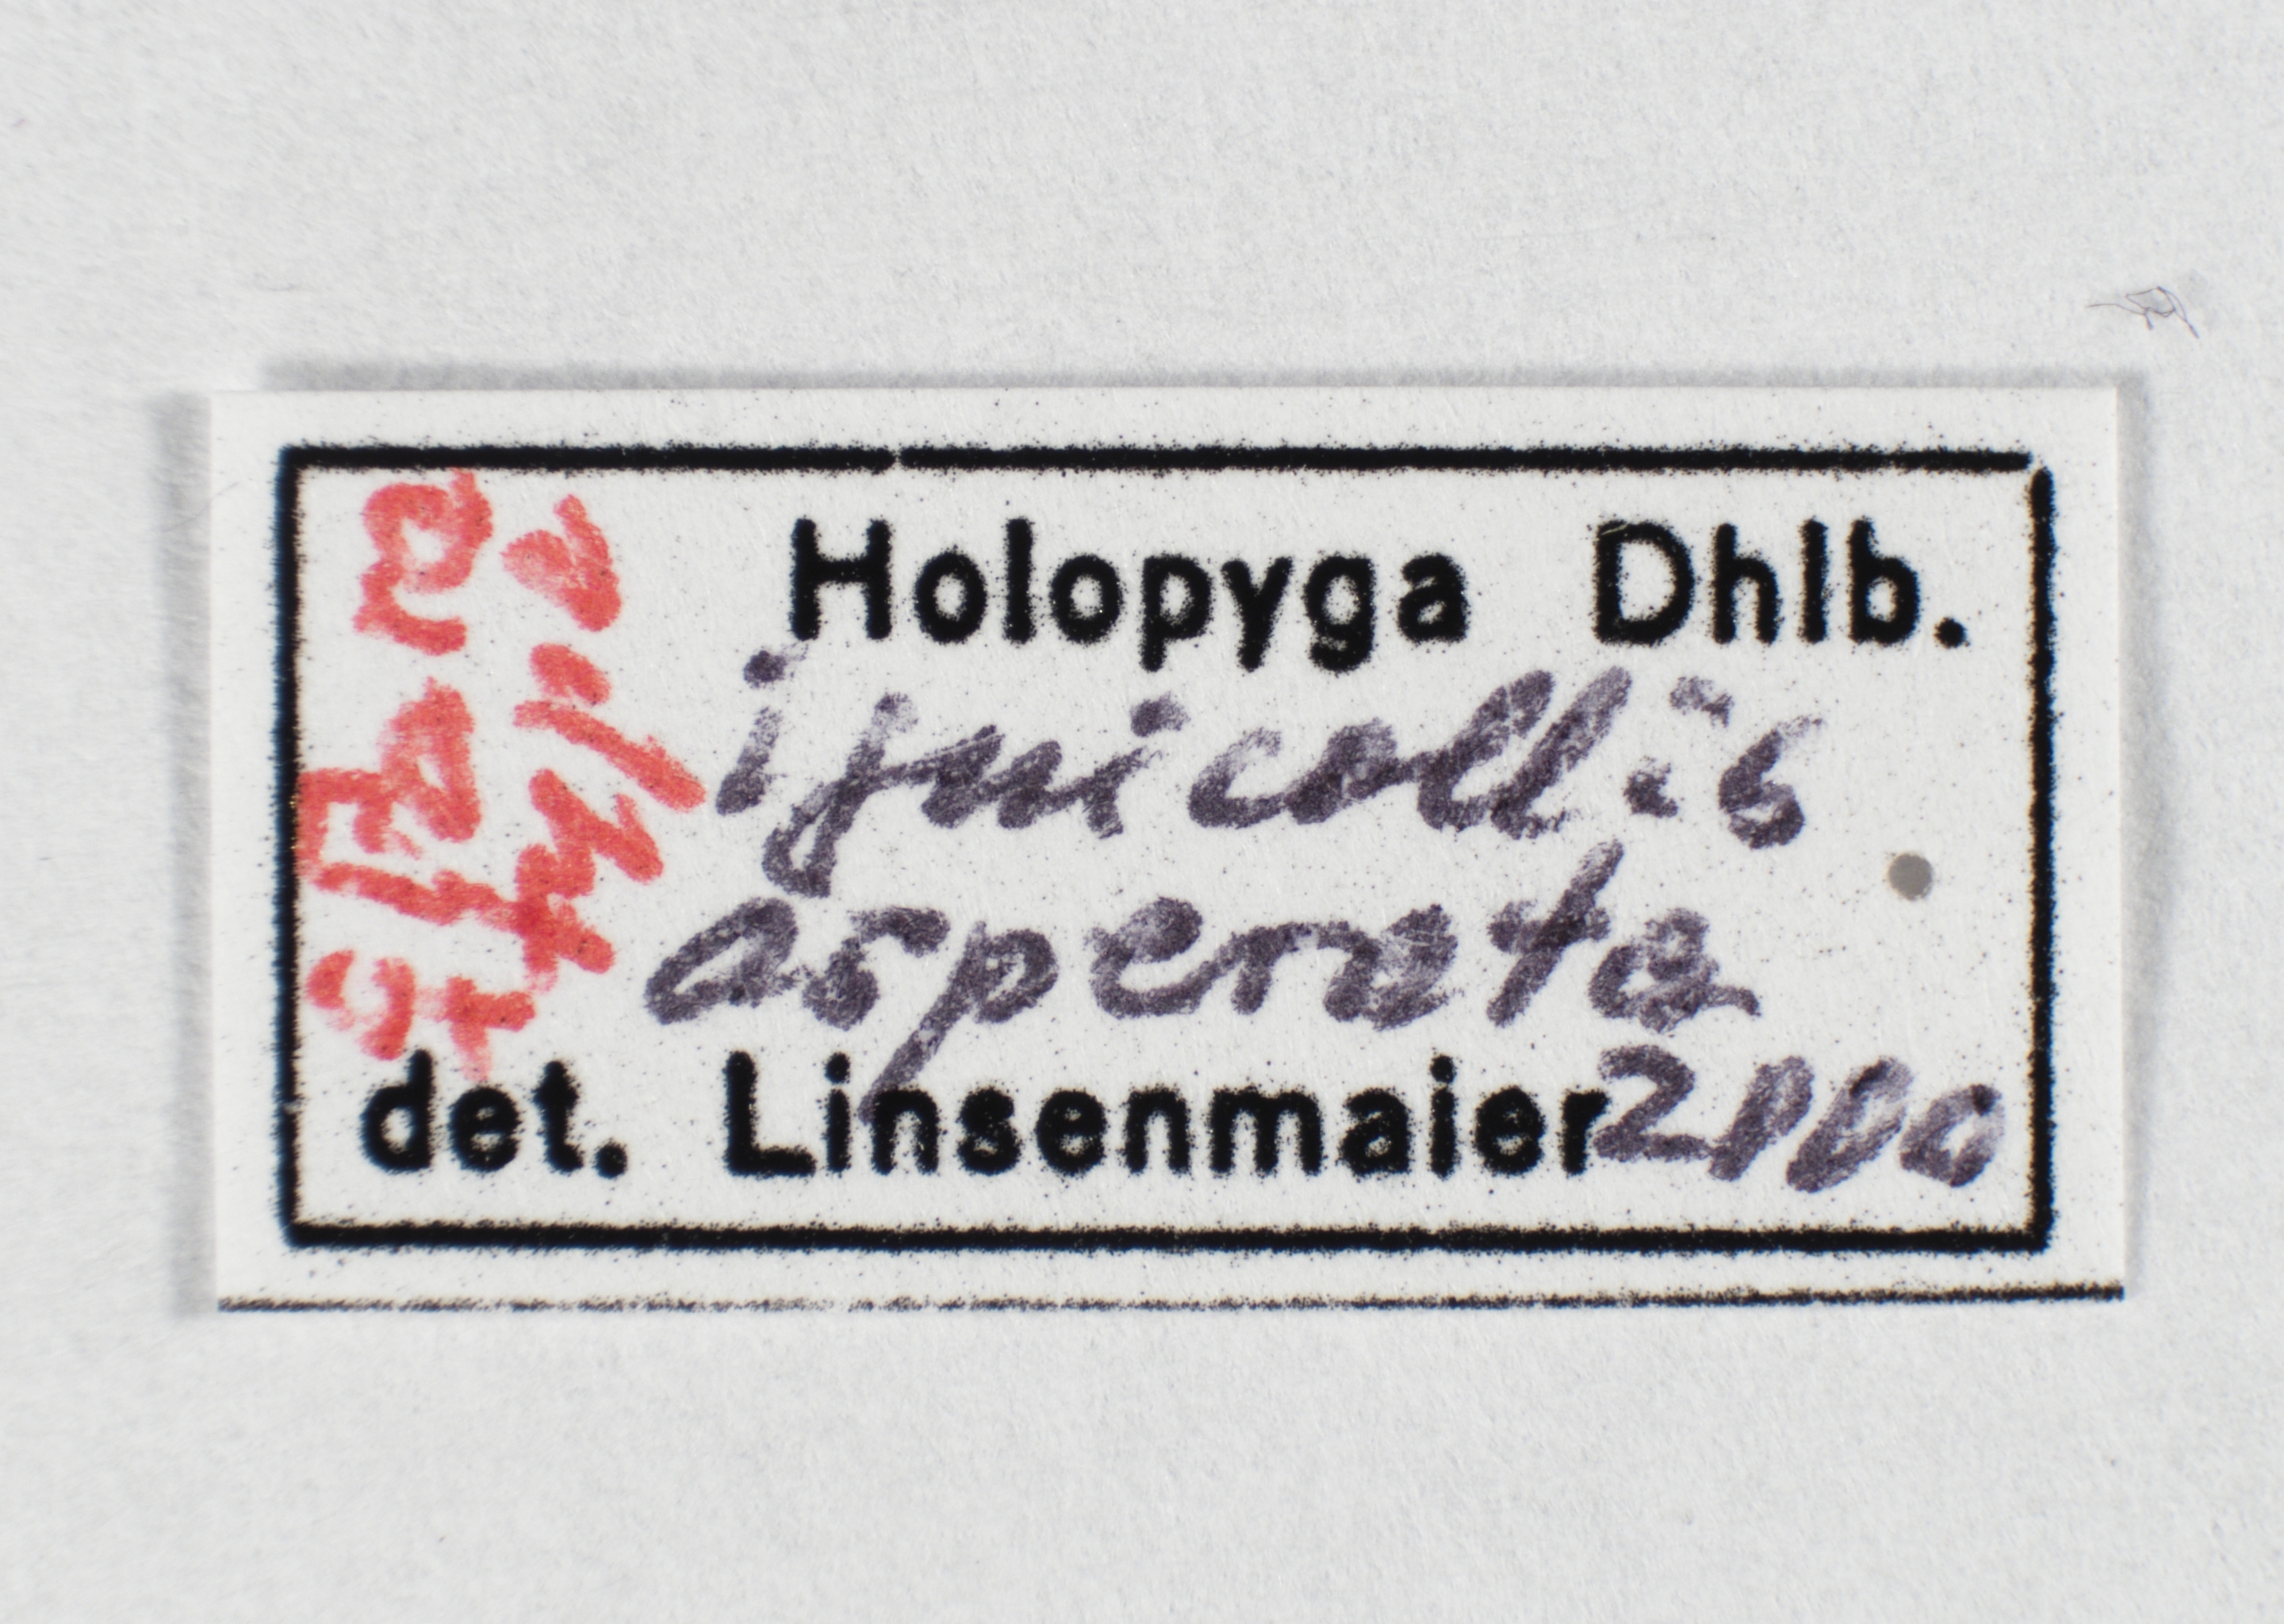 Holopyga Dhlb.
ignicollis
asperata
det. Linsenmaier 2000